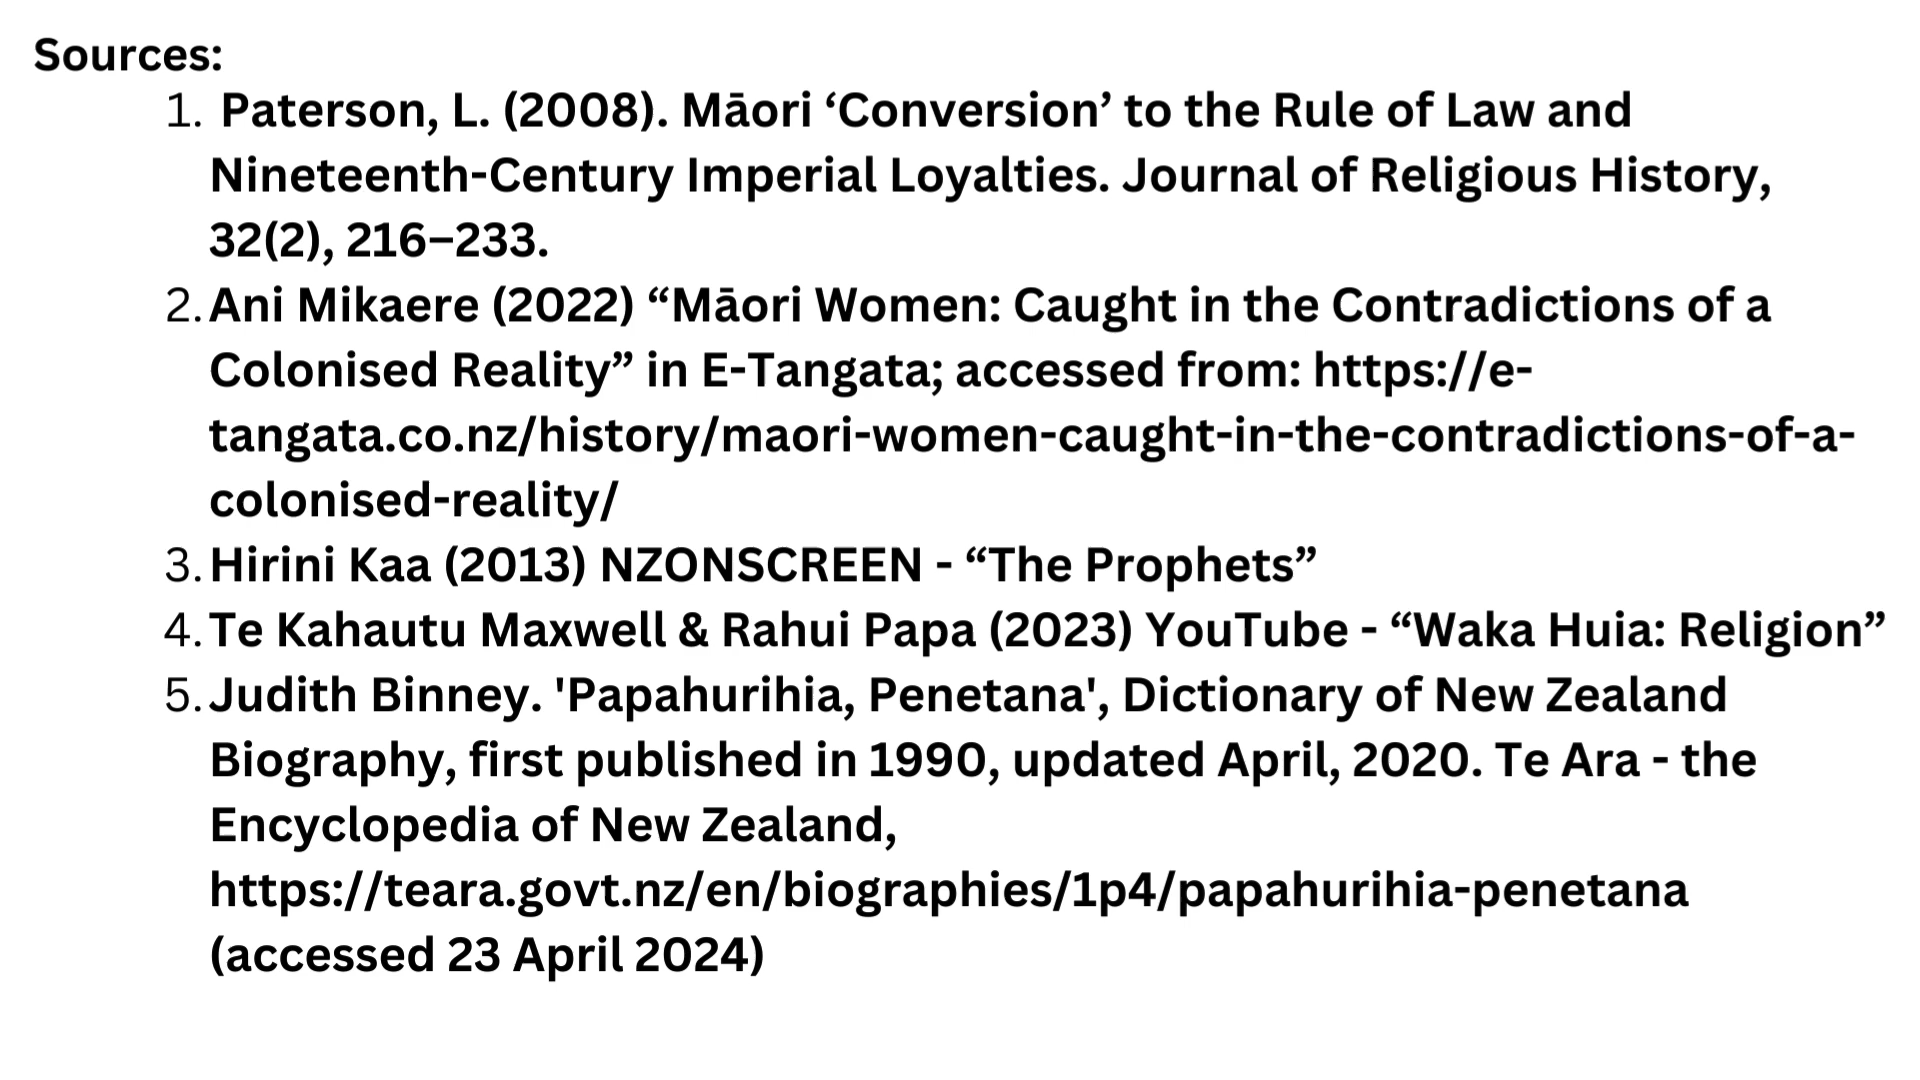 Sources:
1. Paterson, L. (2008). Māori ‘Conversion’ to the Rule of Law and
Nineteenth-Century Imperial Loyalties. Journal of Religious History,
32(2), 216–233.
2. Ani Mikaere (2022) “Māori Women: Caught in the Contradictions of a
Colonised Reality” in E-Tangata; accessed from: https://e-
tangata.co.nz/history/maori-women-caught-in-the-contradictions-of-a-
colonised-reality/
3. Hirini Kaa (2013) NZONSCREEN - “The Prophets”
4. Te Kahautu Maxwell & Rahui Papa (2023) YouTube - “Waka Huia: Religion”
5. Judith Binney. 'Papahurihia, Penetana', Dictionary of New Zealand
Biography, first published in 1990, updated April, 2020. Te Ara - the
Encyclopedia of New Zealand,
https://teara.govt.nz/en/biographies/1p4/papahurihia-penetana
(accessed 23 April 2024)